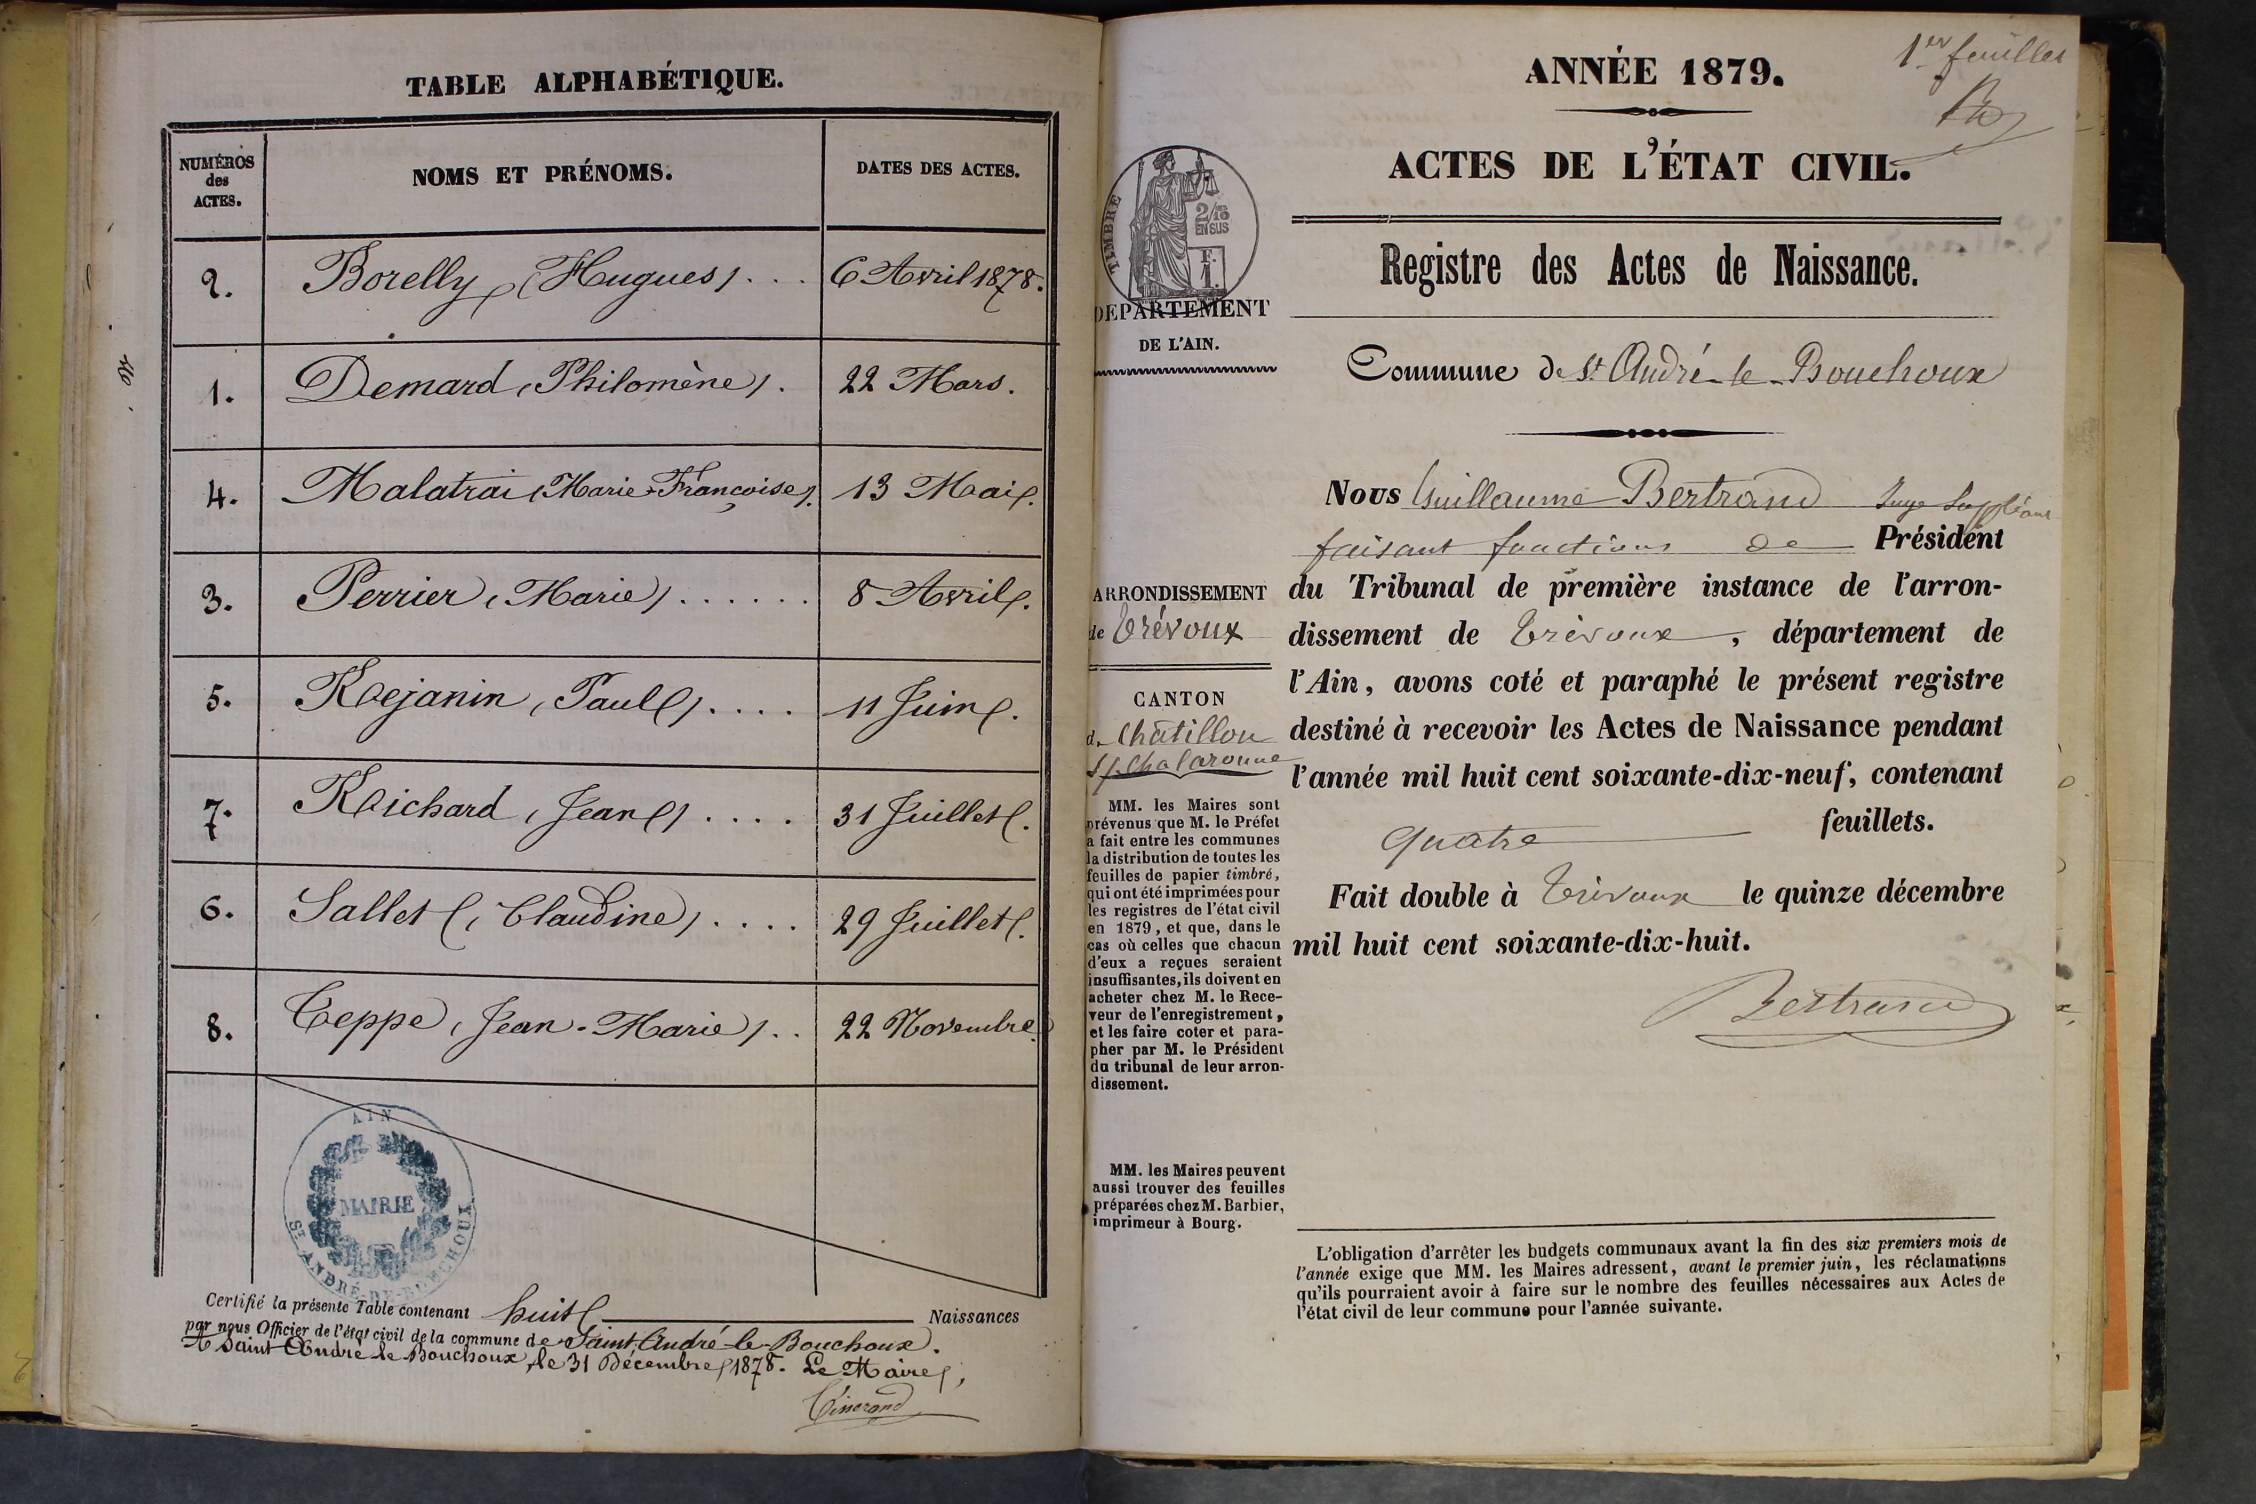 TABLE ALPHABÉTIQUE.
NUMÉROS des ACTES. NOMS ET PRÉNOMS. DATES DES ACTES.
2. Borelly (Hugues) . . . 6 Avril 1878.
1. Demard (Philomène) . 22 Mars.
4. Malatrai (Marie-Françoise). 13 Mai.
3. Perrier (Marie) . . . . . . 8 Avril.
5. Rejanin (Paul) . . . . 11 Juin.
7. Richard (Jean) . . . . 31 Juillet.
6. Sallet (Claudine) . . . . 29 Juillet.
8. Teppe (Jean-Marie) . . 22 Novembre.
AIN
MAIRIE
ST ANDRÉ-DE-BOUCHOUX
Certifié la présente Table contenant huit Naissances
par nous Officier de l'état civil de la commune de Saint André-le-Bouchoux.
A Saint André le Bouchoux, le 31 Décembre 1878. Le Maire,
1er feuillet
ANNÉE 1879.
ACTES DE L'ÉTAT CIVIL.
TIMBRE
2/10 EN SUS
F. 1.
Registre des Actes de Naissance.
DEPARTEMENT
DE L'AIN.
Commune de St André-le-Bouchoux
ARRONDISSEMENT
de Trévoux
CANTON
de Châtillon
s/ Chalaronne
MM. les Maires sont
prévenus que M. le Préfet
a fait entre les communes
la distribution de toutes les
feuilles de papier timbré,
qui ont été imprimées pour
les registres de l'état civil
en 1879, et que, dans le
cas où celles que chacun
d'eux a reçues seraient
insuffisantes, ils doivent en
acheter chez M. le Rece-
veur de l'enregistrement,
et les faire coter et para-
pher par M. le Président
du tribunal de leur arron-
dissement.
MM. les Maires peuvent
aussi trouver des feuilles
préparées chez M. Barbier,
imprimeur à Bourg.
Nous Guillaume Bertrand Juge Suppléant
faisant fonctions de Président
du Tribunal de première instance de l'arron-
dissement de Trévoux, département de
l'Ain, avons coté et paraphé le présent registre
destiné à recevoir les Actes de Naissance pendant
l'année mil huit cent soixante-dix-neuf, contenant
quatre feuillets.
Fait double à Trévoux le quinze décembre
mil huit cent soixante-dix-huit.
Bertrand
L'obligation d'arrêter les budgets communaux avant la fin des six premiers mois de
l'année exige que MM. les Maires adressent, avant le premier juin, les réclamations
qu'ils pourraient avoir à faire sur le nombre des feuilles nécessaires aux Actes de
l'état civil de leur commune pour l'année suivante.